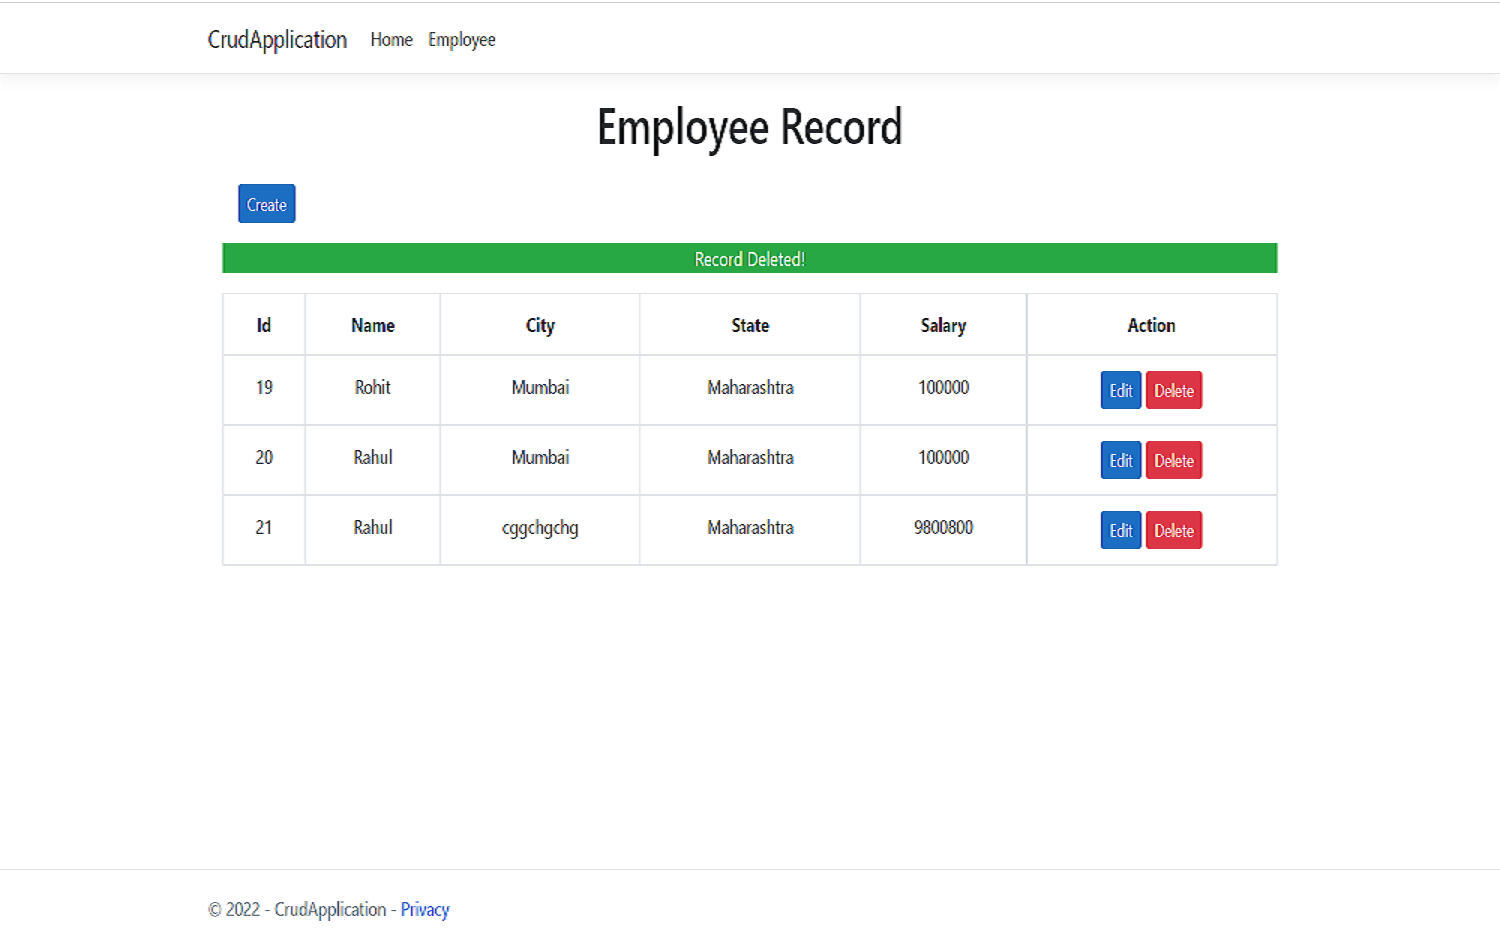 CrudApplication Home Employee
Employee Record
Create
Record Deleted!
Id Name City State Salary Action
19 Rohit Mumbai Maharashtra 100000 Edit Delete
20 Rahul Mumbai Maharashtra 100000 Edit Delete
21 Rahul cggchgchg Maharashtra 9800800 Edit Delete
© 2022 - CrudApplication - Privacy